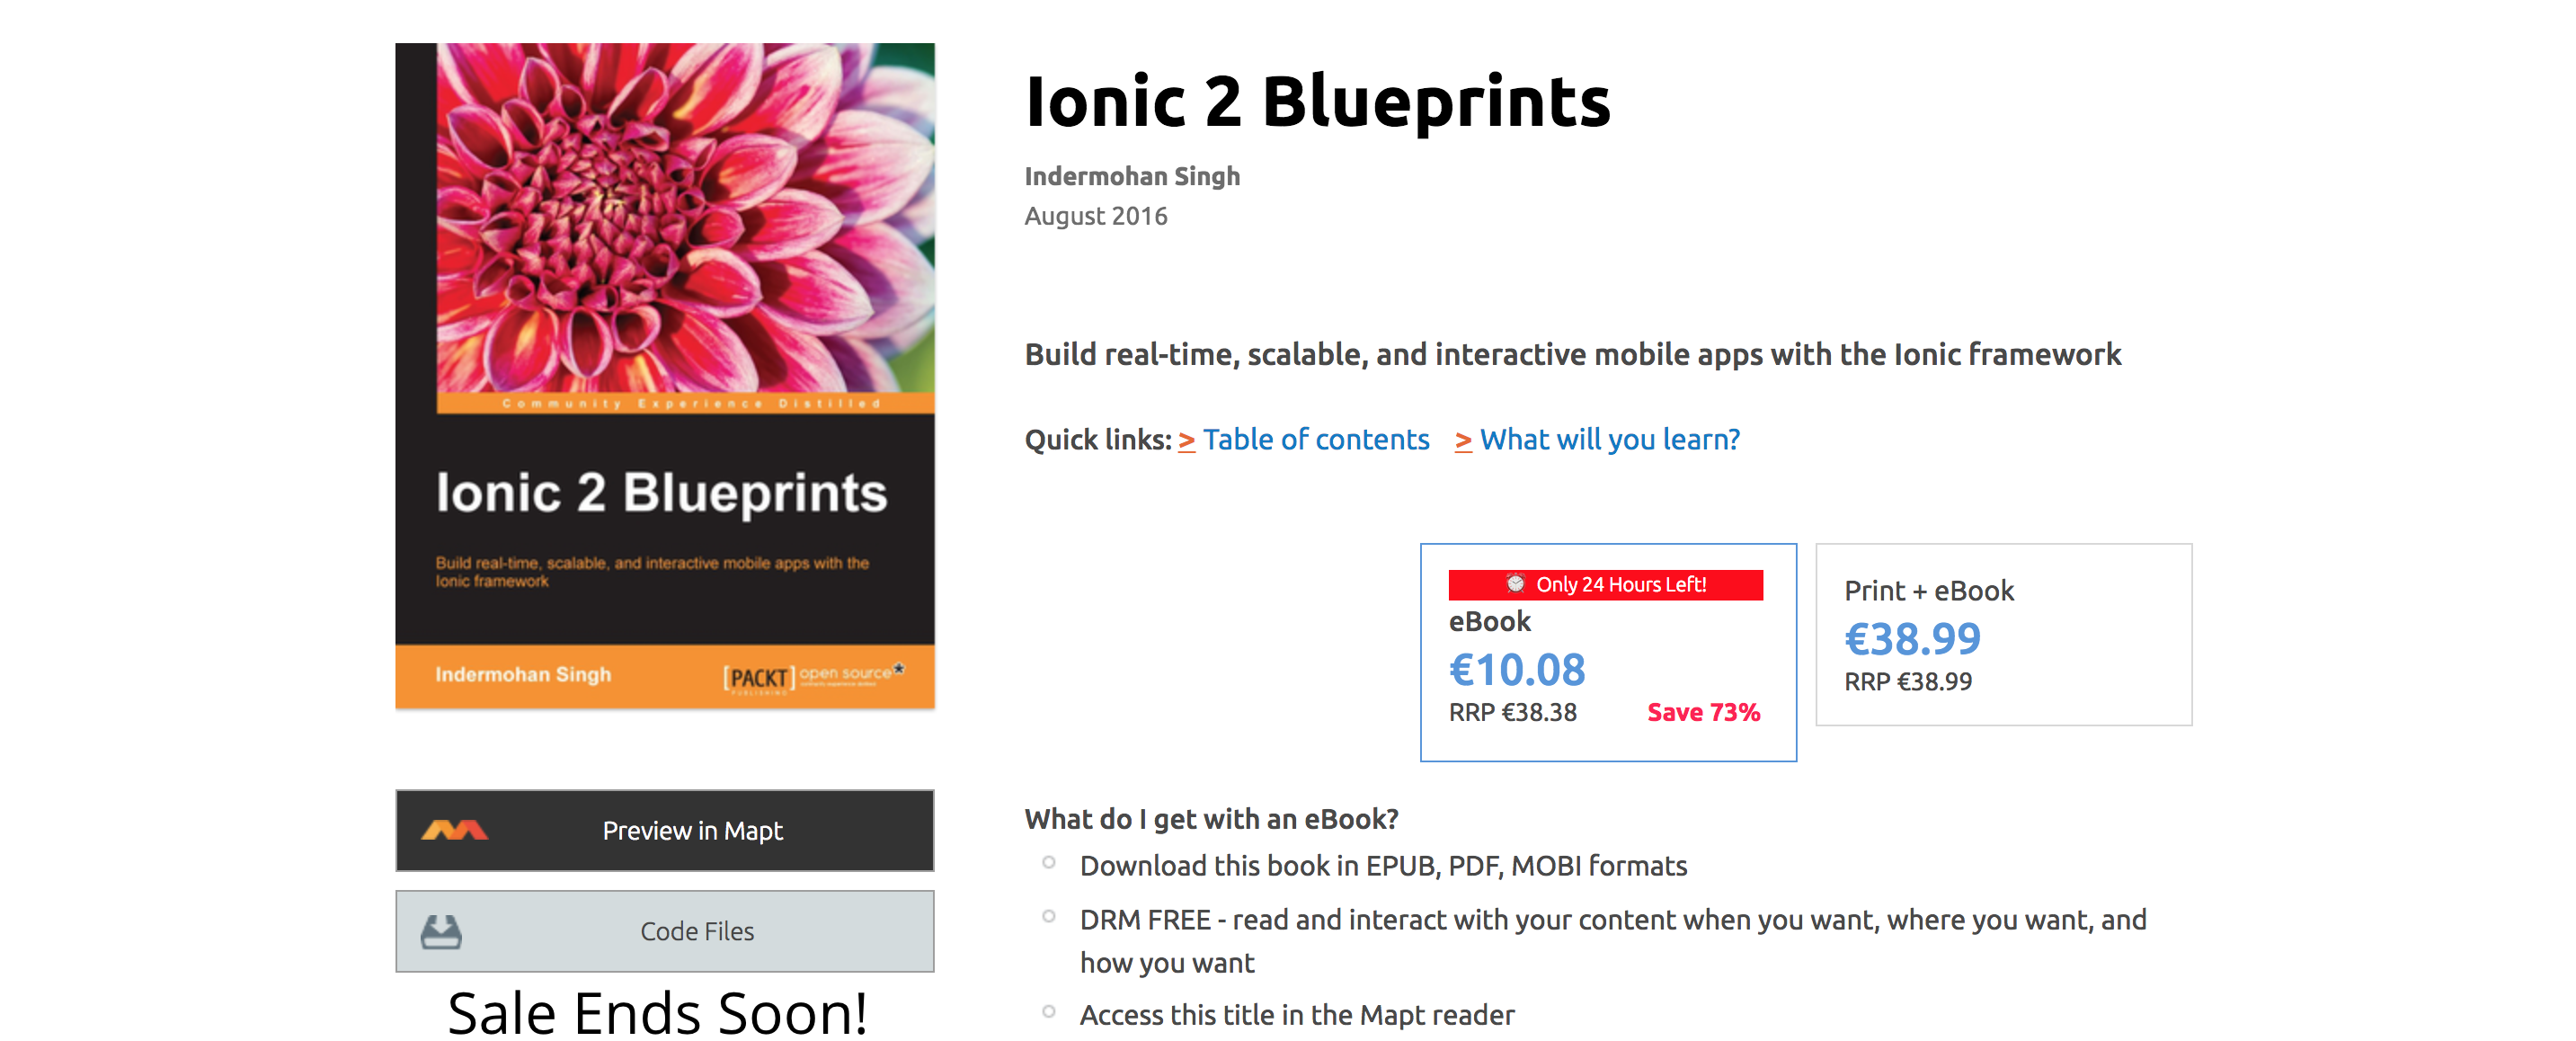 Community Experience Distilled
Ionic 2 Blueprints
Build real-time, scalable, and interactive mobile apps with the
Ionic framework
Indermohan Singh
[PACKT] open source*
PUBLISHING
Preview in Mapt
Code Files
Sale Ends Soon!
Ionic 2 Blueprints
Indermohan Singh
August 2016
Build real-time, scalable, and interactive mobile apps with the Ionic framework
Quick links: > Table of contents > What will you learn?
Only 24 Hours Left!
eBook
€10.08
RRP €38.38 Save 73%
Print + eBook
€38.99
RRP €38.99
What do I get with an eBook?
Download this book in EPUB, PDF, MOBI formats
DRM FREE - read and interact with your content when you want, where you want, and
how you want
Access this title in the Mapt reader